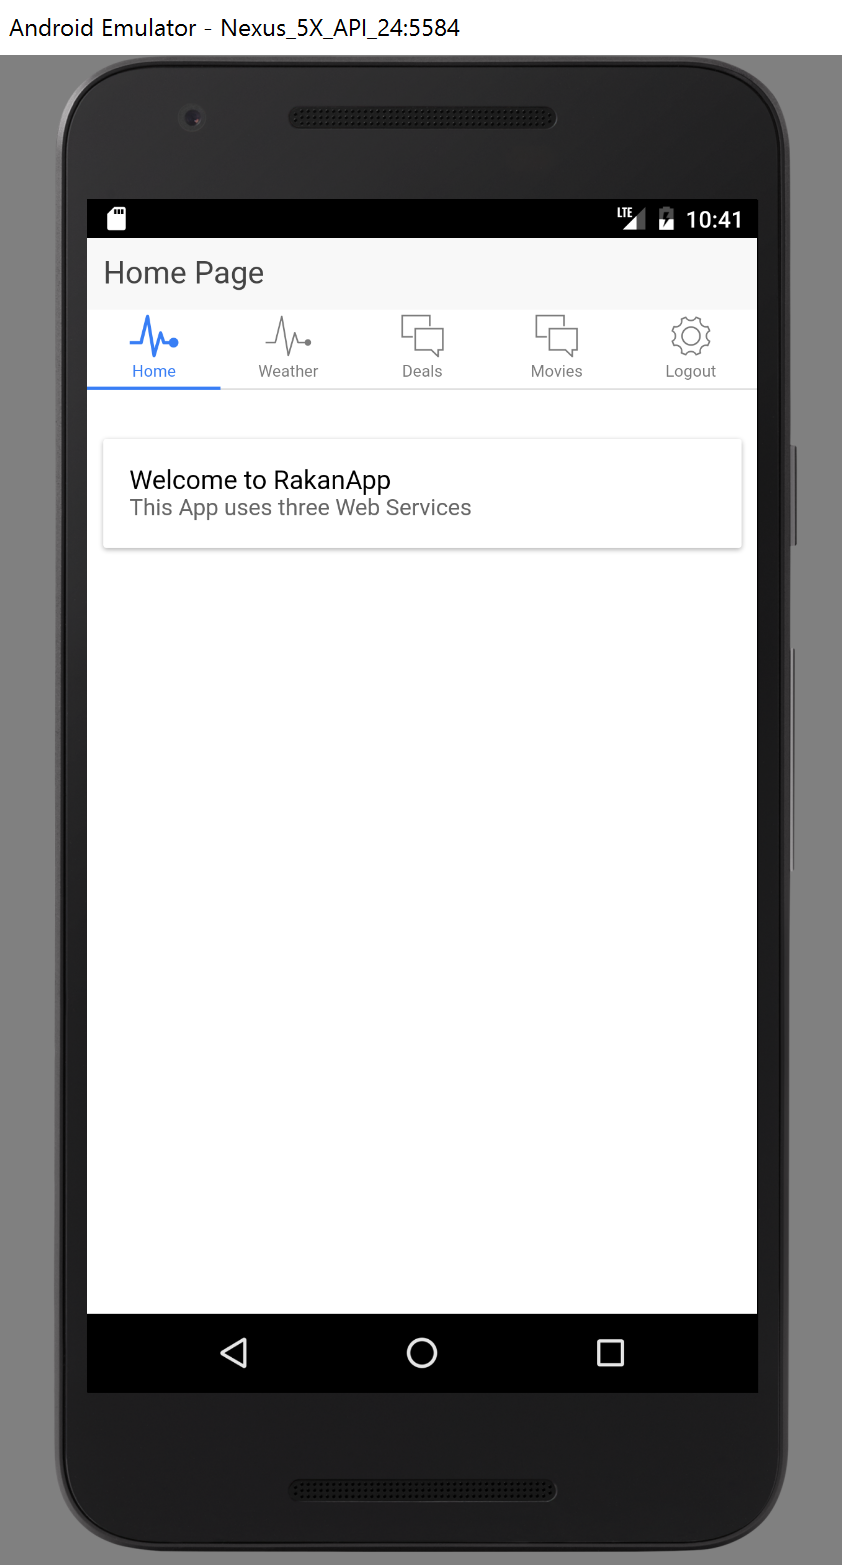 Android Emulator - Nexus_5X_API_24:5584
LTE 10:41
Home Page
Home Weather Deals Movies Logout
Welcome to RakanApp
This App uses three Web Services